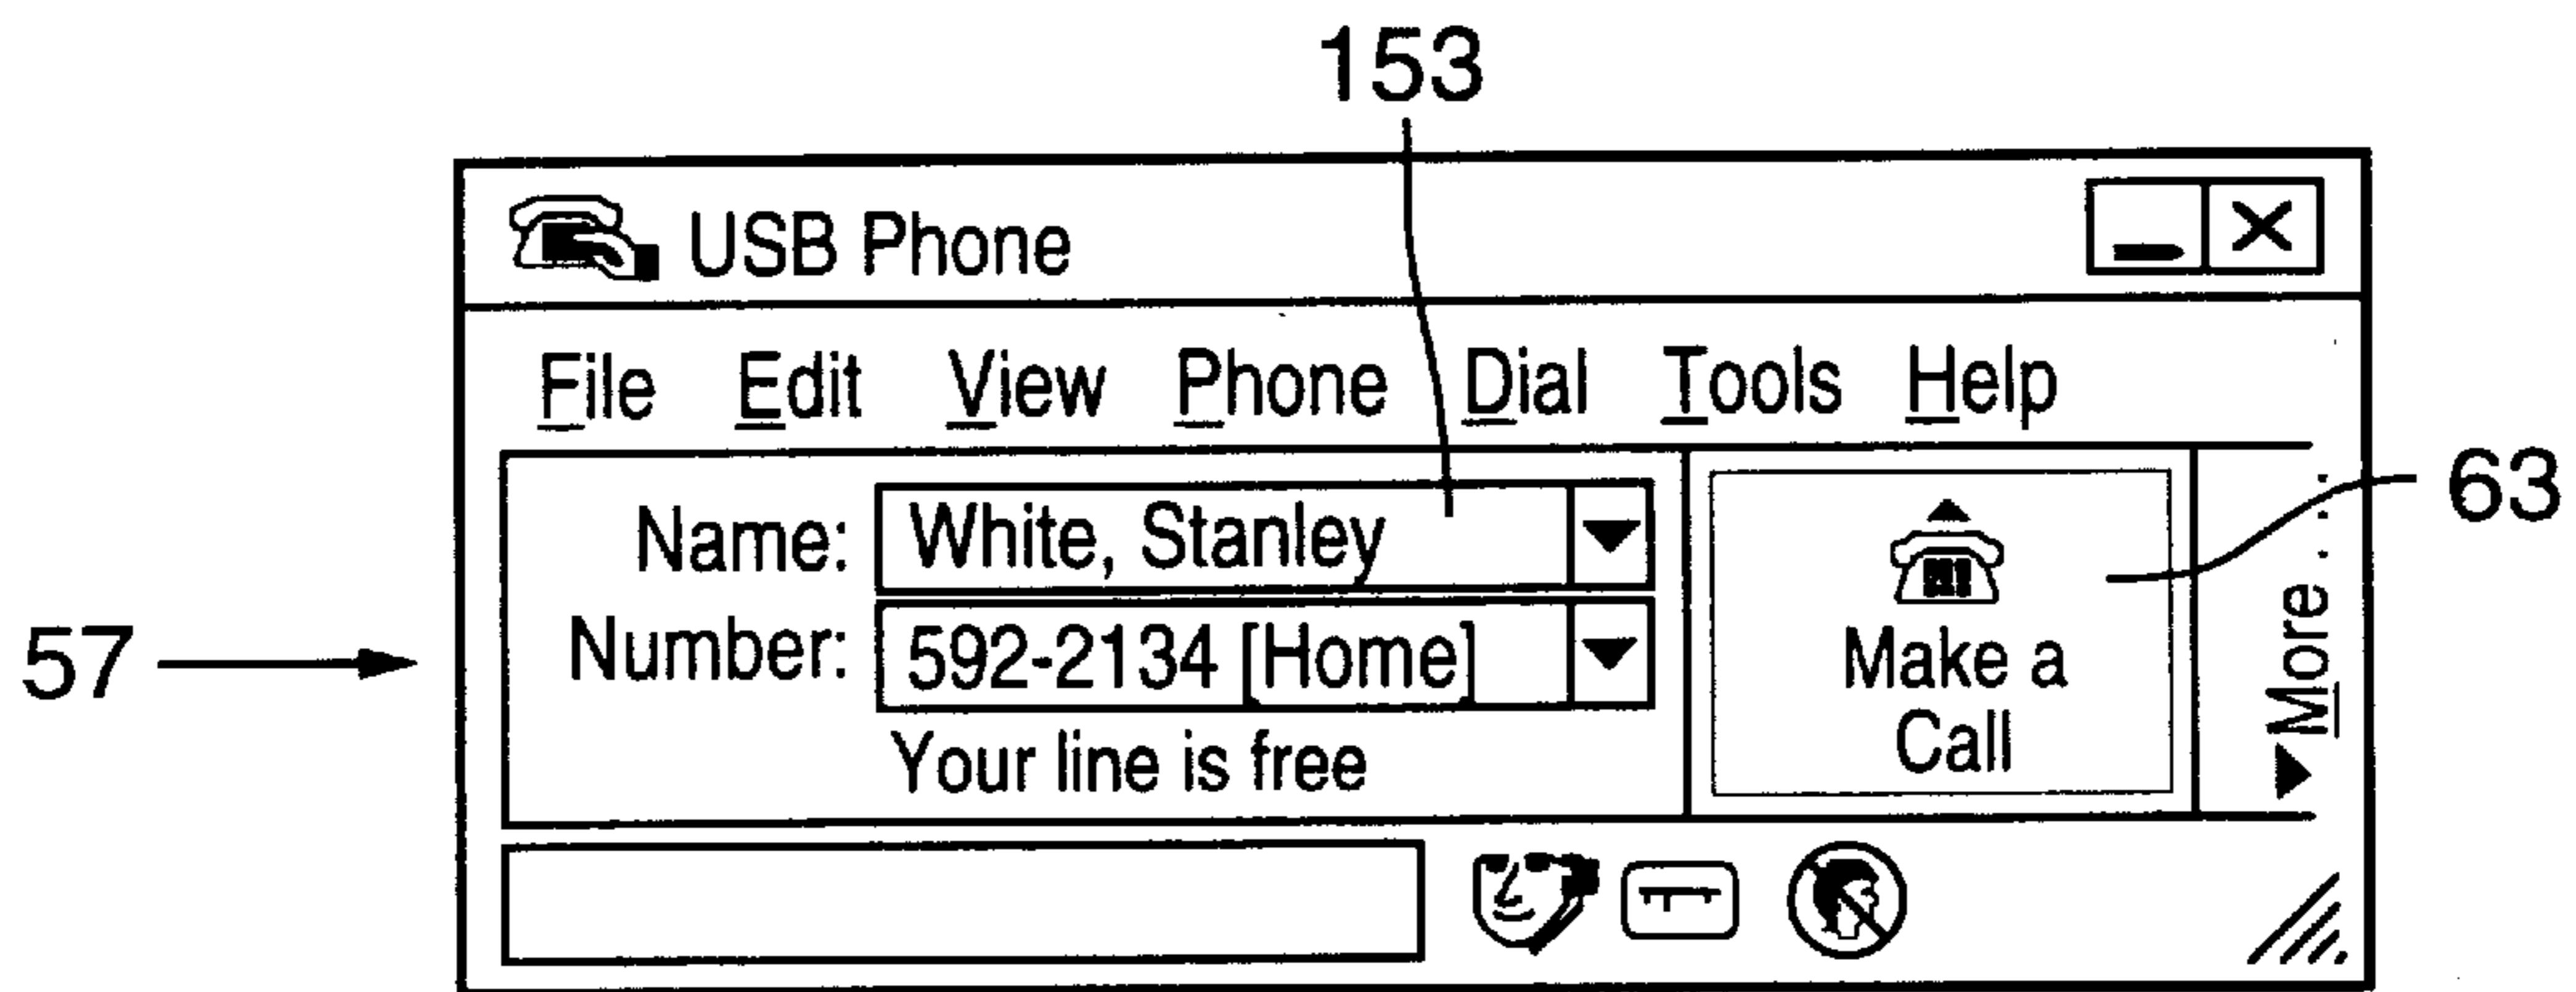 153
USB Phone
File Edit View Phone Dial Tools Help
Name: White, Stanley
Number: 592-2134 [Home]
Your line is free
Make a
Call
More . . .
63
57